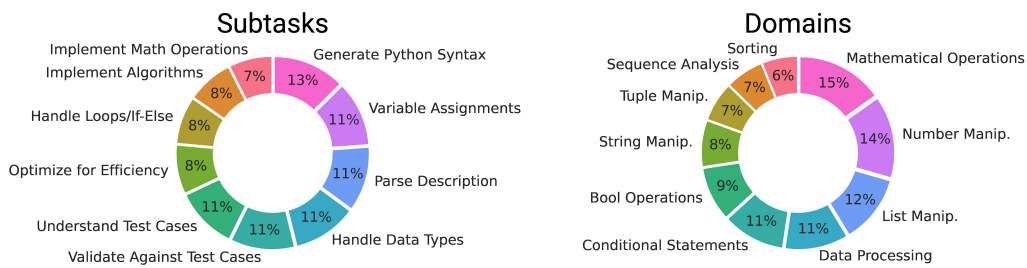 Subtasks
Generate Python Syntax
13%
Variable Assignments
11%
Parse Description
11%
Handle Data Types
11%
Validate Against Test Cases
11%
Understand Test Cases
11%
Optimize for Efficiency
8%
Handle Loops/If-Else
8%
Implement Algorithms
8%
Implement Math Operations
7%
Domains
Mathematical Operations
15%
Number Manip.
14%
List Manip.
12%
Data Processing
11%
Conditional Statements
11%
Bool Operations
9%
String Manip.
8%
Tuple Manip.
7%
Sequence Analysis
7%
Sorting
6%